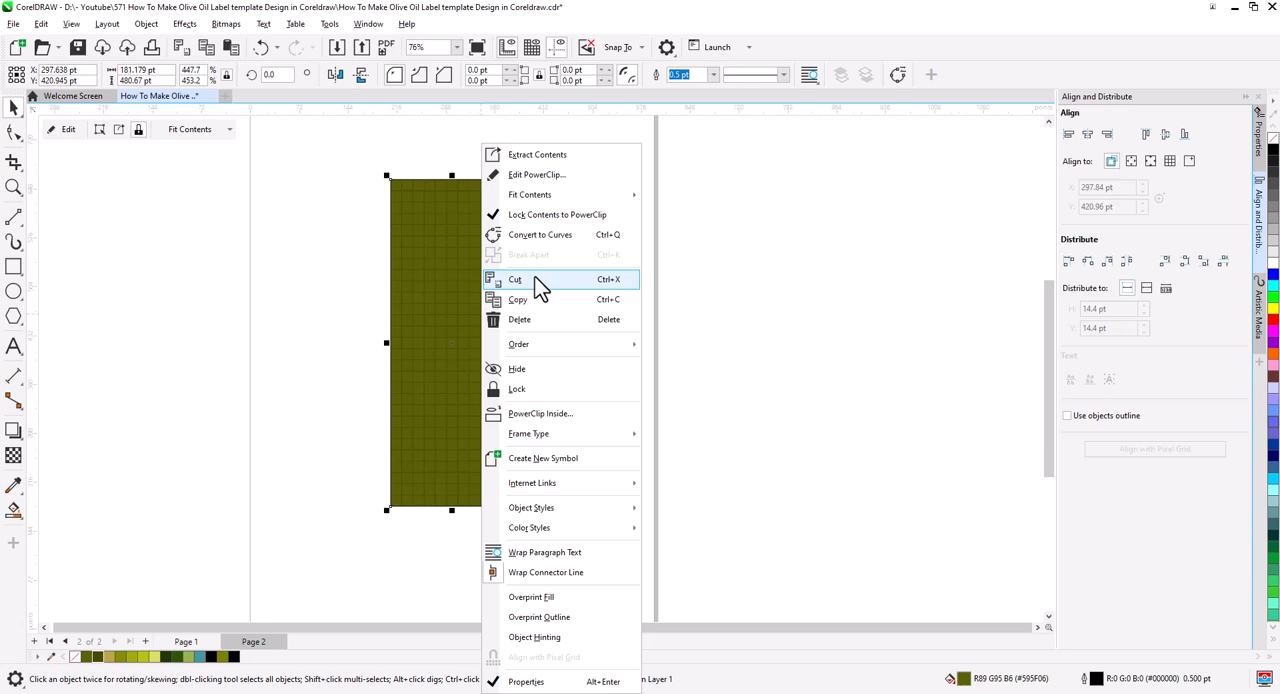 CorelDRAW - D:\- Youtube\571 How To Make Olive Oil Label template Design in Coreldraw\How To Make Olive Oil Label template Design in Coreldraw.cdr*
File Edit View Layout Object Effects Bitmaps Text Table Tools Window Help
PDF 76% Snap To Launch
X: 297.638 pt 181.179 pt 447.7 % 0.0 ° 0.0 pt 0.0 pt 0.5 pt
Y: 420.945 pt 480.67 pt 453.2 % 0.0 pt 0.0 pt
Welcome Screen How To Make Olive ..* Align and Distribute
Edit Fit Contents
Align
Align to:
X: 297.84 pt
Y: 420.96 pt
Distribute
Distribute to:
H: 14.4 pt
V: 14.4 pt
Text
Use objects outline
Align with Pixel Grid
Properties
Align and Distrib...
Artistic Media
Extract Contents
Edit PowerClip...
Fit Contents
Lock Contents to PowerClip
Convert to Curves Ctrl+Q
Break Apart Ctrl+K
Cut Ctrl+X
Copy Ctrl+C
Delete Delete
Order
Hide
Lock
PowerClip Inside...
Frame Type
Create New Symbol
Internet Links
Object Styles
Color Styles
Wrap Paragraph Text
Wrap Connector Line
Overprint Fill
Overprint Outline
Object Hinting
Align with Pixel Grid
Properties Alt+Enter
2 of 2 Page 1 Page 2
Click an object twice for rotating/skewing; dbl-clicking tool selects all objects; Shift+click multi-selects; Alt+click digs; Ctrl+clic
n Layer 1 R89 G95 B6 (#595F06) R:0 G:0 B:0 (#000000) 0.500 pt